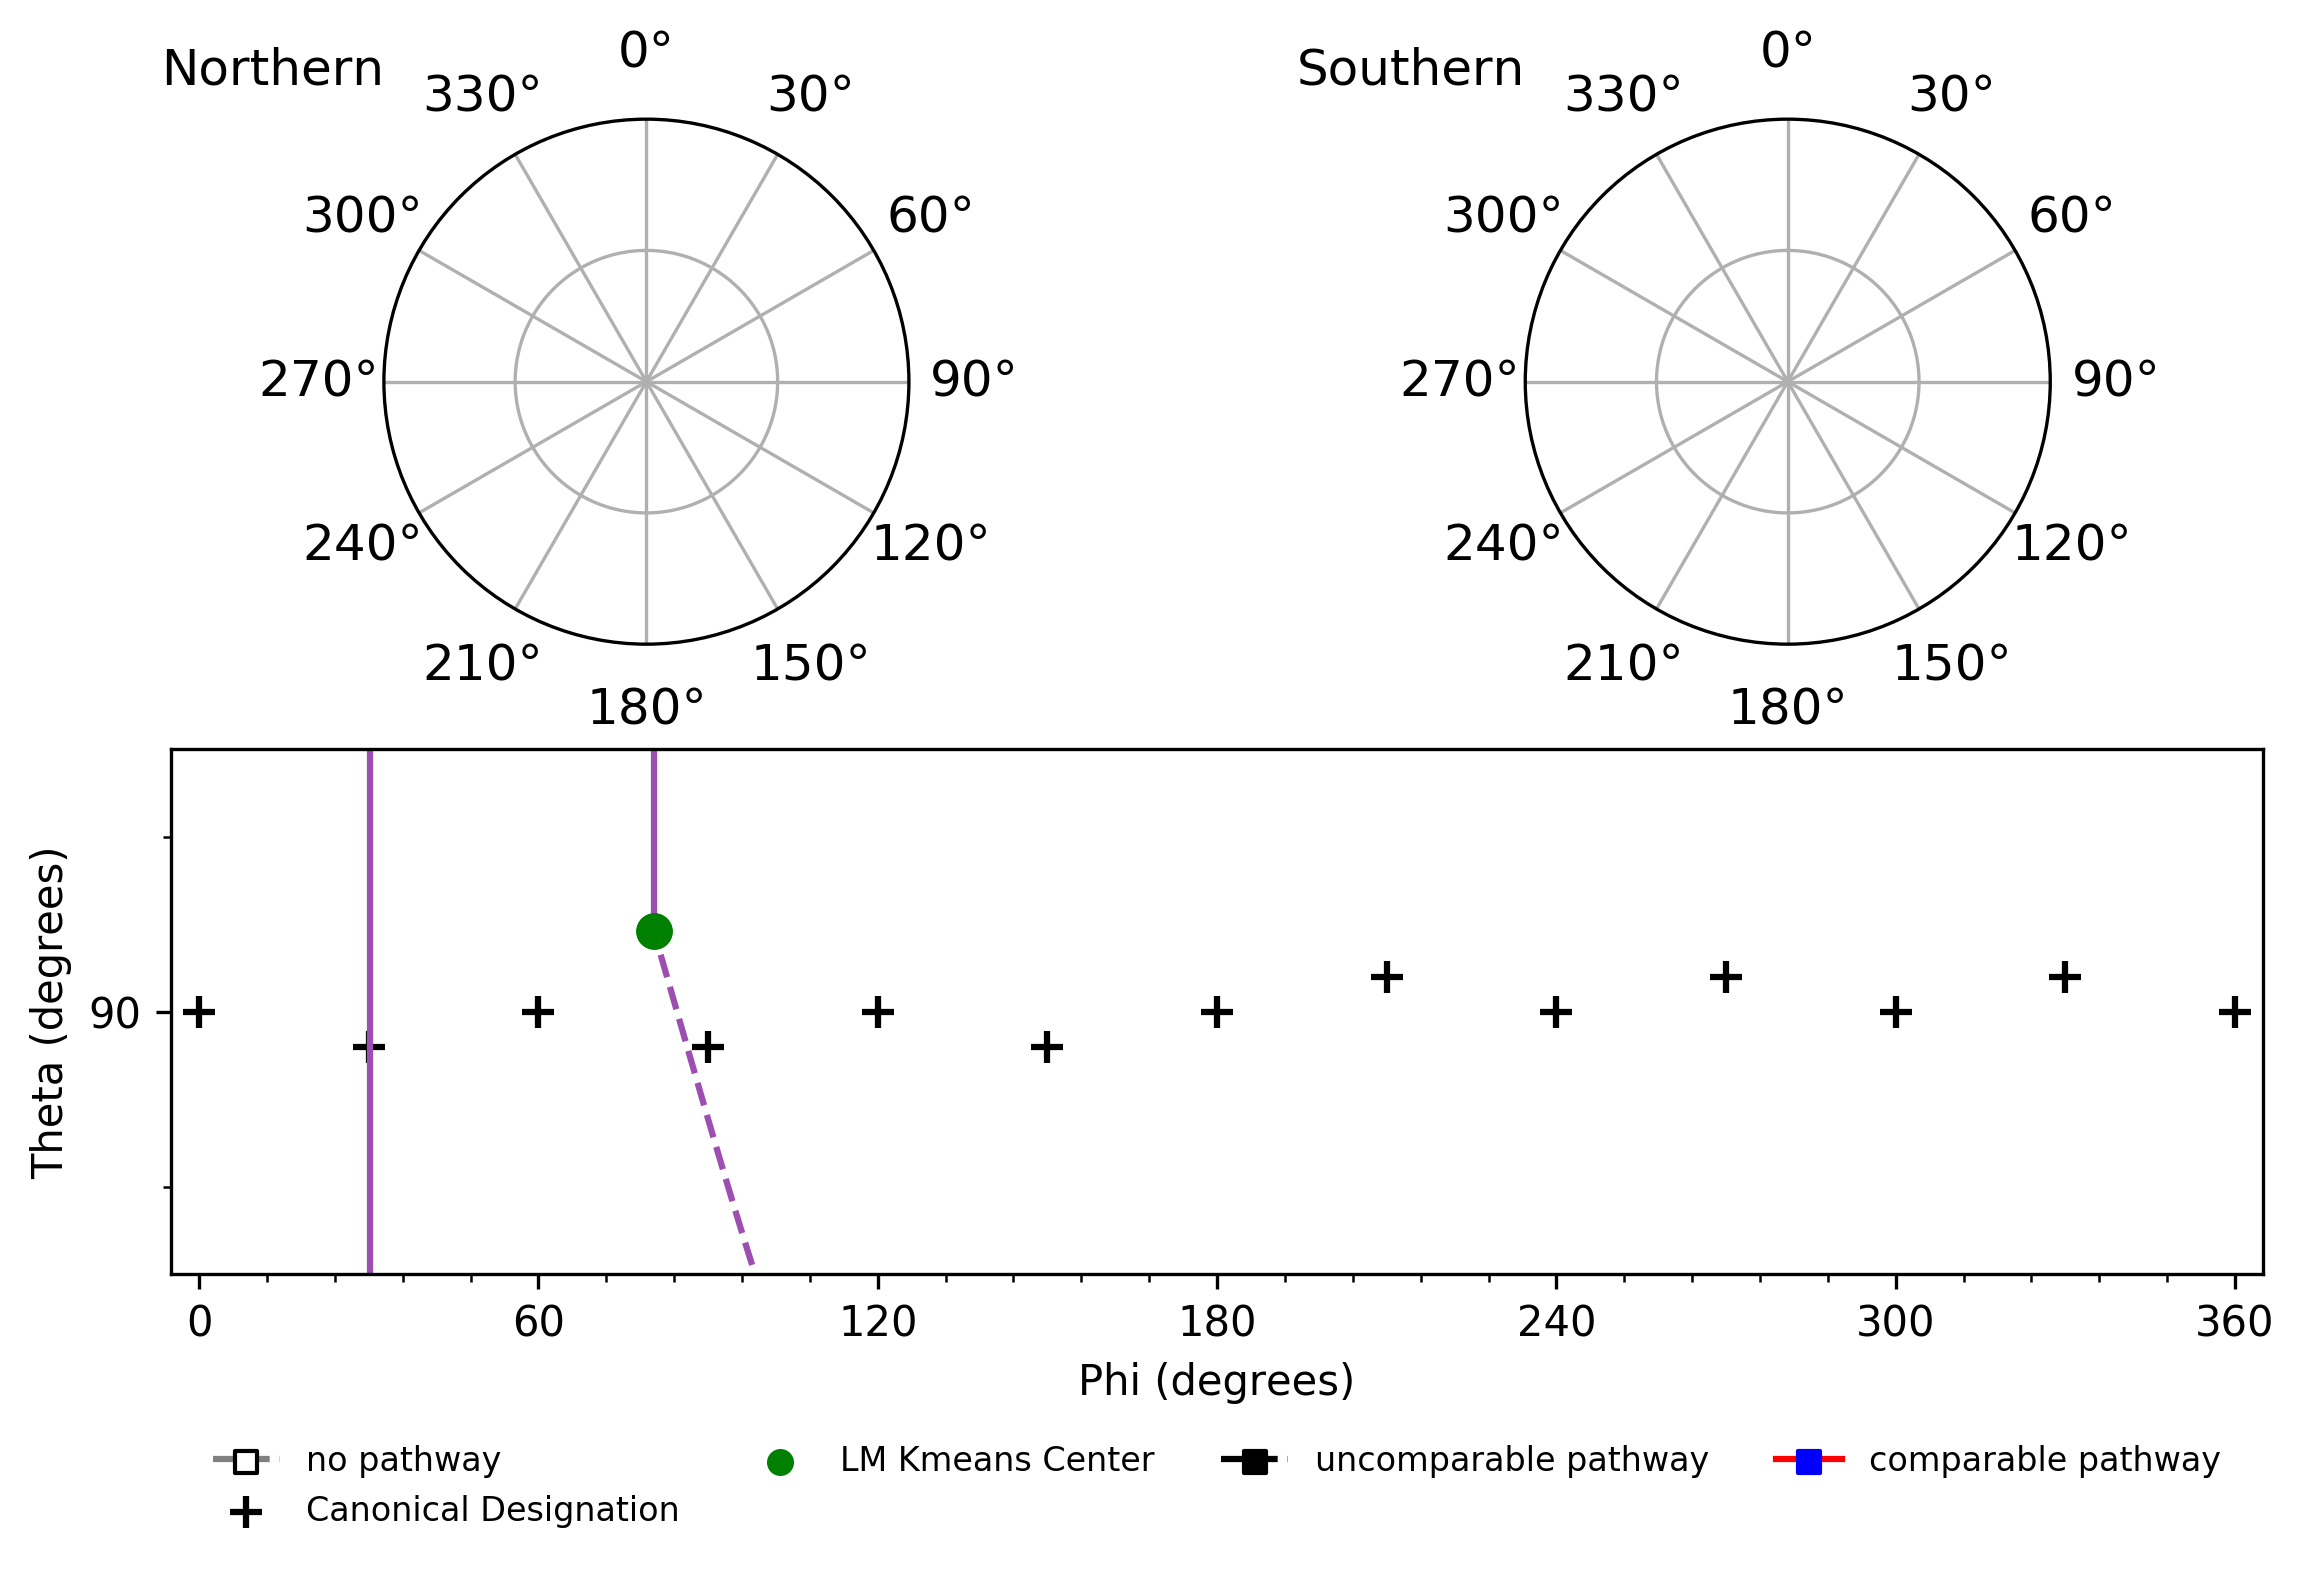 Northern
0°
30°
60°
90°
120°
150°
180°
210°
240°
270°
300°
330°
Southern
0°
30°
60°
90°
120°
150°
180°
210°
240°
270°
300°
330°
Theta (degrees)
90
0 60 120 180 240 300 360
Phi (degrees)
no pathway
Canonical Designation
LM Kmeans Center
uncomparable pathway
comparable pathway